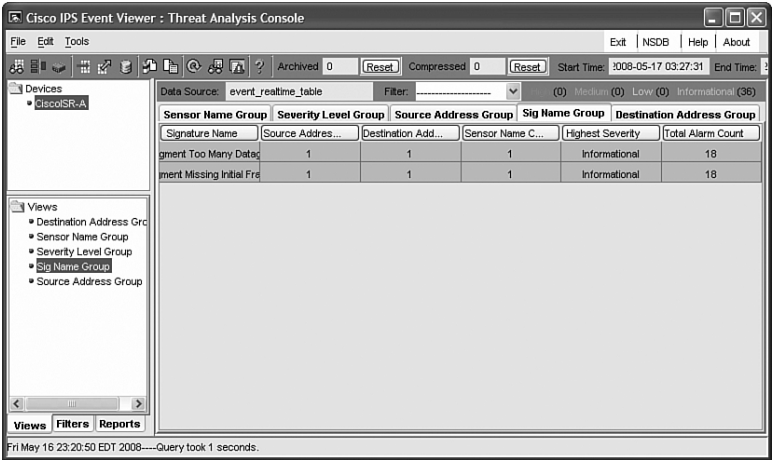 Cisco IPS Event Viewer : Threat Analysis Console
File Edit Tools
Exit NSDB Help About
Archived 0 Reset Compressed 0 Reset Start Time: 2008-05-17 03:27:31 End Time:
Devices
CiscoISR-A
Data Source: event_realtime_table Filter: -------------------- (0) Medium (0) Low (0) Informational (36)
Sensor Name Group Severity Level Group Source Address Group Sig Name Group Destination Address Group
Signature Name Source Addres... Destination Add... Sensor Name C... Highest Severity Total Alarm Count
gment Too Many Datag 1 1 1 Informational 18
gment Missing Initial Fra 1 1 1 Informational 18
Views
Destination Address Grc
Sensor Name Group
Severity Level Group
Sig Name Group
Source Address Group
Views Filters Reports
Fri May 16 23:20:50 EDT 2008----Query took 1 seconds.